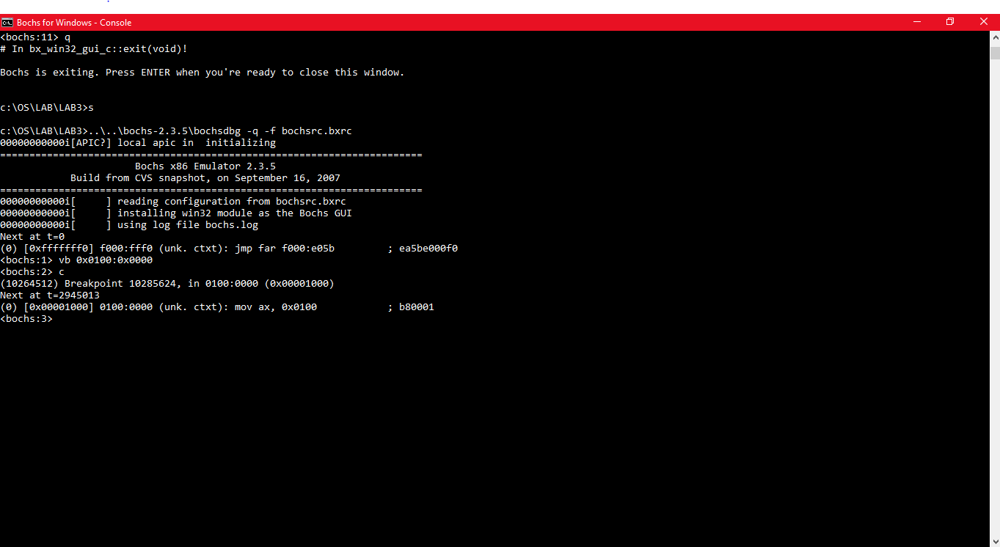 Bochs for Windows - Console
<bochs:11> q
# In bx_win32_gui_c::exit(void)!
Bochs is exiting. Press ENTER when you're ready to close this window.
c:\OS\LAB\LAB3>s
c:\OS\LAB\LAB3>..\..\bochs-2.3.5\bochsdbg -q -f bochsrc.bxrc
00000000000i[APIC?] local apic in  initializing
========================================================================
                       Bochs x86 Emulator 2.3.5
            Build from CVS snapshot, on September 16, 2007
========================================================================
00000000000i[     ] reading configuration from bochsrc.bxrc
00000000000i[     ] installing win32 module as the Bochs GUI
00000000000i[     ] using log file bochs.log
Next at t=0
(0) [0xfffffff0] f000:fff0 (unk. ctxt): jmp far f000:e05b         ; ea5be000f0
<bochs:1> vb 0x0100:0x0000
<bochs:2> c
(10264512) Breakpoint 10285624, in 0100:0000 (0x00001000)
Next at t=2945013
(0) [0x00001000] 0100:0000 (unk. ctxt): mov ax, 0x0100            ; b80001
<bochs:3>